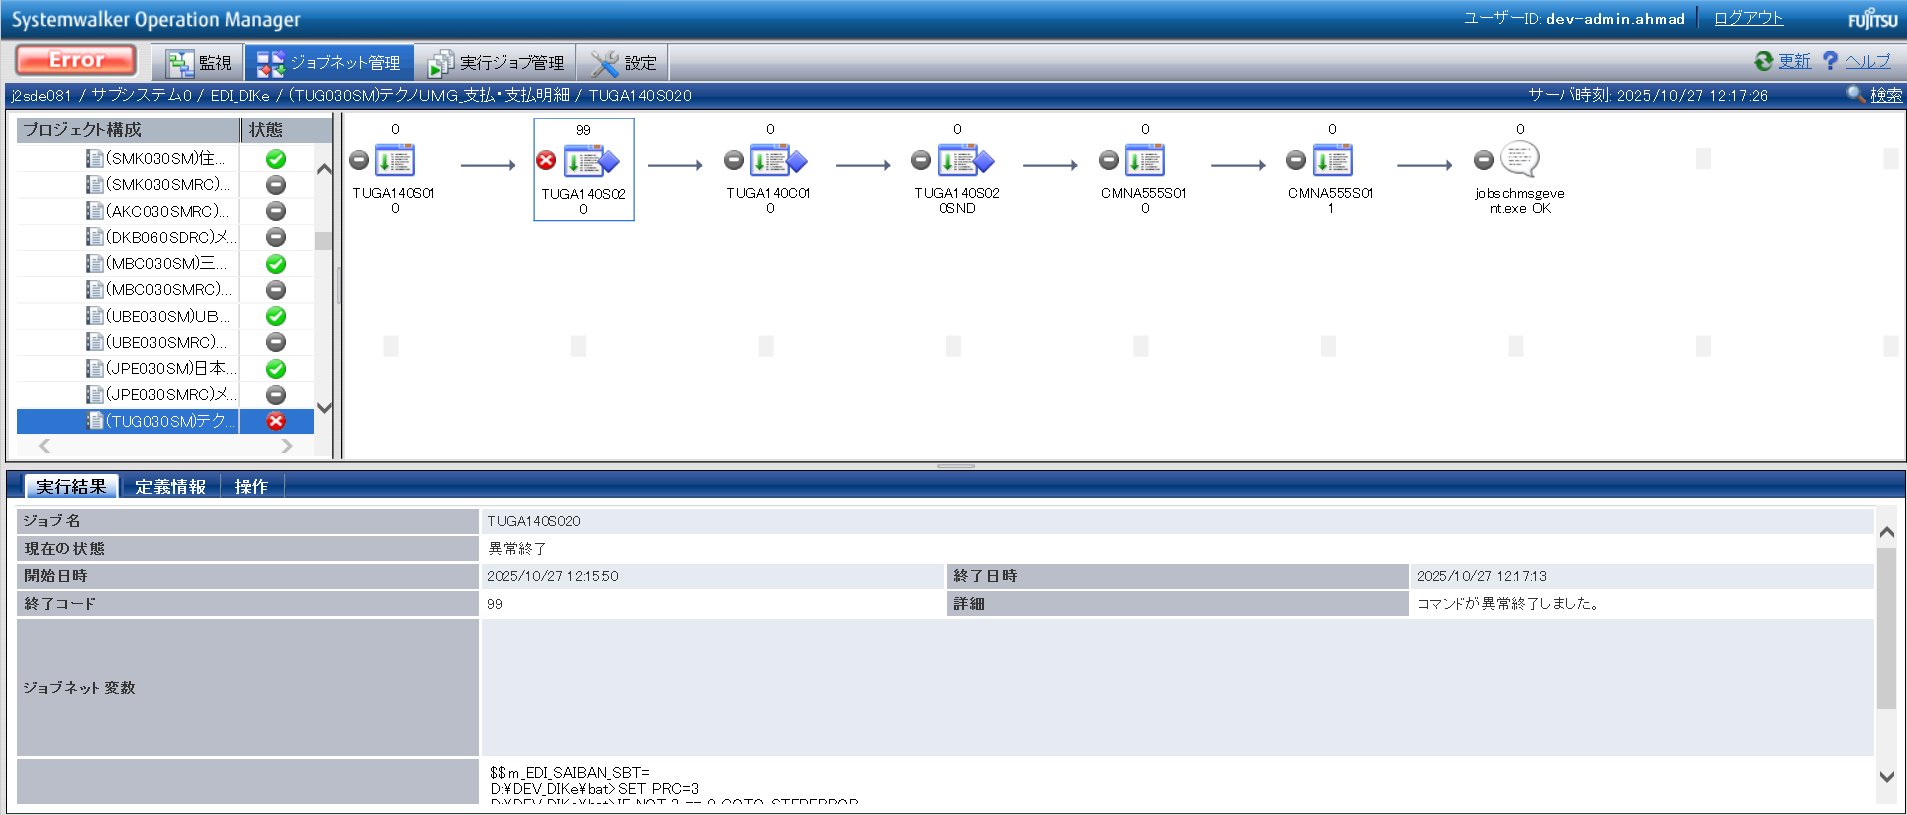 Systemwalker Operation Manager
ユーザーID: dev-admin.ahmad
ログアウト
FUJITSU
Error
監視
ジョブネット管理
実行ジョブ管理
設定
更新
ヘルプ
j2sde081 / サブシステム0 / EDI_DIKe / (TUG030SM)テクノUMG_支払・支払明細 / TUGA140S020
サーバ時刻: 2025/10/27 12:17:26
検索
プロジェクト構成
状態
(SMK030SM)住...
(SMK030SMRC)...
(AKC030SMRC)...
(DKB060SDRC)メ...
(MBC030SM)三...
(MBC030SMRC)...
(UBE030SM)UB...
(UBE030SMRC)...
(JPE030SM)日本...
(JPE030SMRC)メ...
(TUG030SM)テク...
0
TUGA140S01
0
99
TUGA140S02
0
0
TUGA140C01
0
0
TUGA140S02
0SND
0
CMNA555S01
0
0
CMNA555S01
1
0
jobschmsgeve
nt.exe OK
実行結果
定義情報
操作
ジョブ名
TUGA140S020
現在の状態
異常終了
開始日時
2025/10/27 12:15:50
終了日時
2025/10/27 12:17:13
終了コード
99
詳細
コマンドが異常終了しました。
ジョブネット変数
$$m_EDI_SAIBAN_SBT=
D:¥DEV_DIKe¥bat>SET PRC=3
D:¥DEV_DIKe¥bat>IF NOT 3 == 0 GOTO STEPERROR